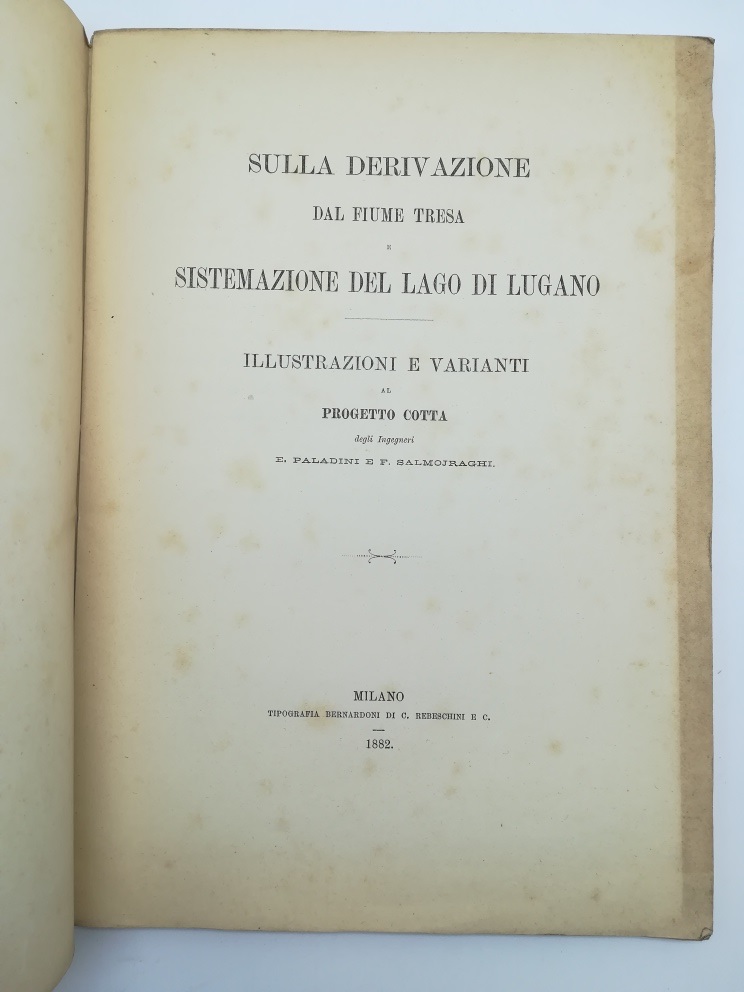 SULLA DERIVAZIONE
DAL FIUME TRESA
E
SISTEMAZIONE DEL LAGO DI LUGANO
ILLUSTRAZIONI E VARIANTI
AL
PROGETTO COTTA
degli Ingegneri
E. PALADINI E F. SALMOJRAGHI.
MILANO
TIPOGRAFIA BERNARDONI DI C. REBESCHINI E C.
1882.